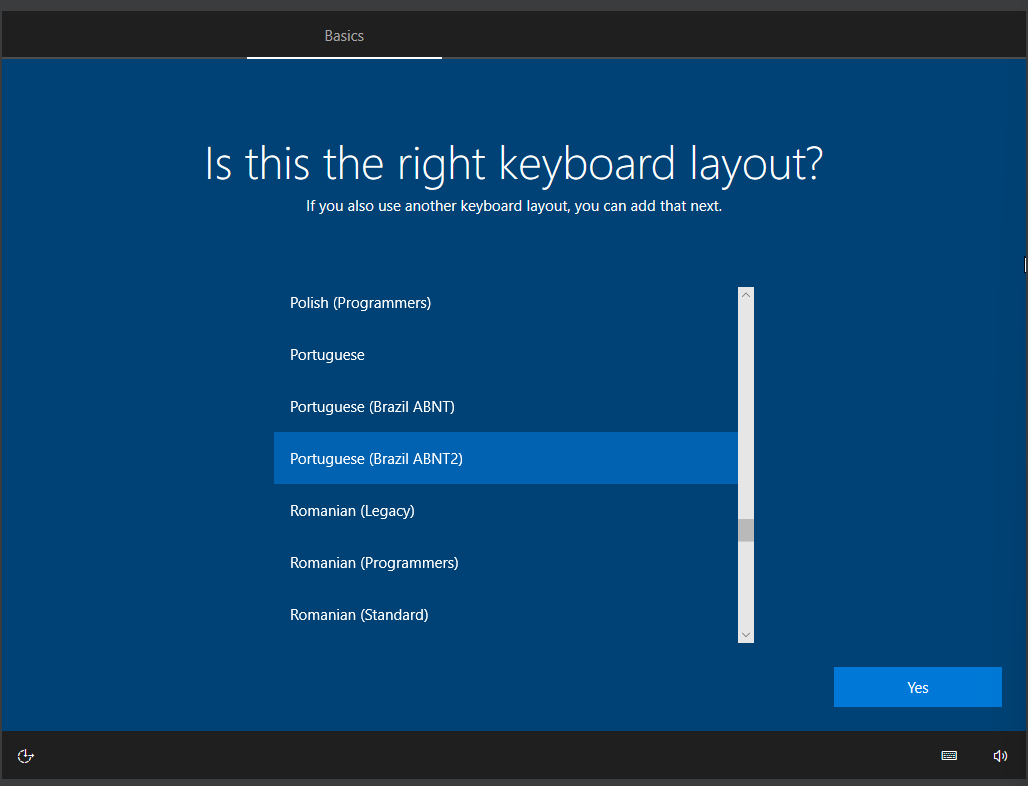 Basics
Is this the right keyboard layout?
If you also use another keyboard layout, you can add that next.
Polish (Programmers)
Portuguese
Portuguese (Brazil ABNT)
Portuguese (Brazil ABNT2)
Romanian (Legacy)
Romanian (Programmers)
Romanian (Standard)
Yes